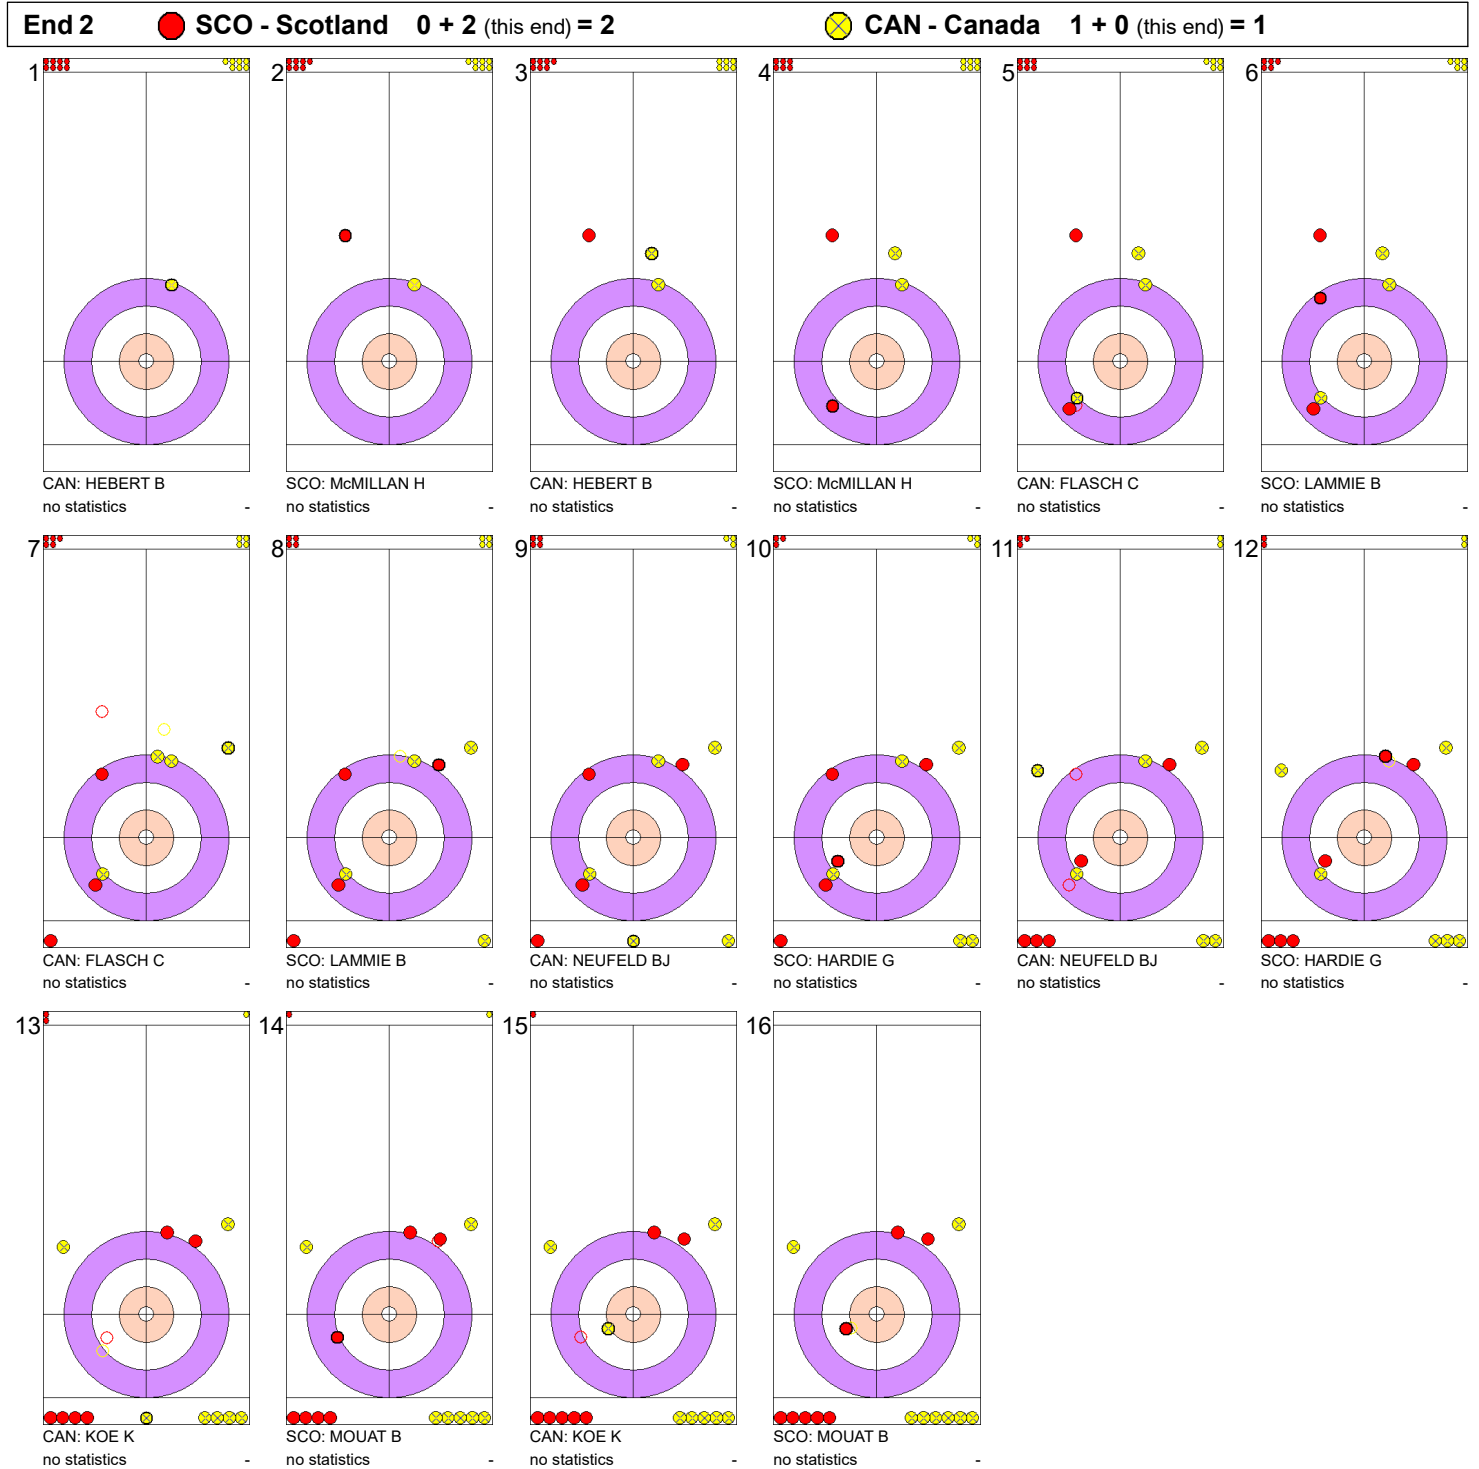 End 2 SCO - Scotland 0 + 2 (this end) = 2 CAN - Canada 1 + 0 (this end) = 1
1 2 3 4 5 6
CAN: HEBERT B SCO: McMILLAN H CAN: HEBERT B SCO: McMILLAN H CAN: FLASCH C SCO: LAMMIE B
no statistics - no statistics - no statistics - no statistics - no statistics - no statistics -
7 8 9 10 11 12
CAN: FLASCH C SCO: LAMMIE B CAN: NEUFELD BJ SCO: HARDIE G CAN: NEUFELD BJ SCO: HARDIE G
no statistics - no statistics - no statistics - no statistics - no statistics - no statistics -
13 14 15 16
CAN: KOE K SCO: MOUAT B CAN: KOE K SCO: MOUAT B
no statistics - no statistics - no statistics - no statistics -